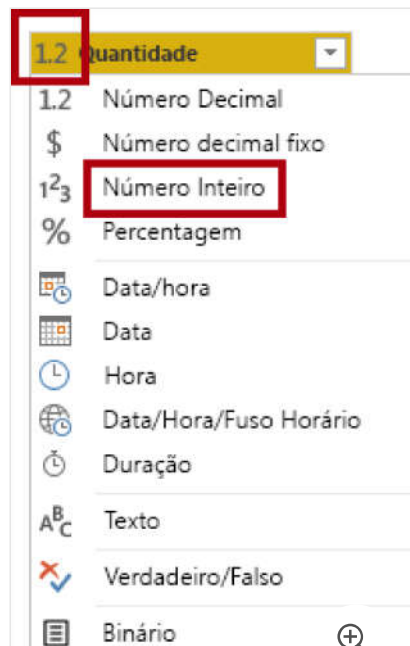 1.2 Quantidade
1.2 Número Decimal
$ Número decimal fixo
1²3 Número Inteiro
% Percentagem
Data/hora
Data
Hora
Data/Hora/Fuso Horário
Duração
ABC Texto
Verdadeiro/Falso
Binário